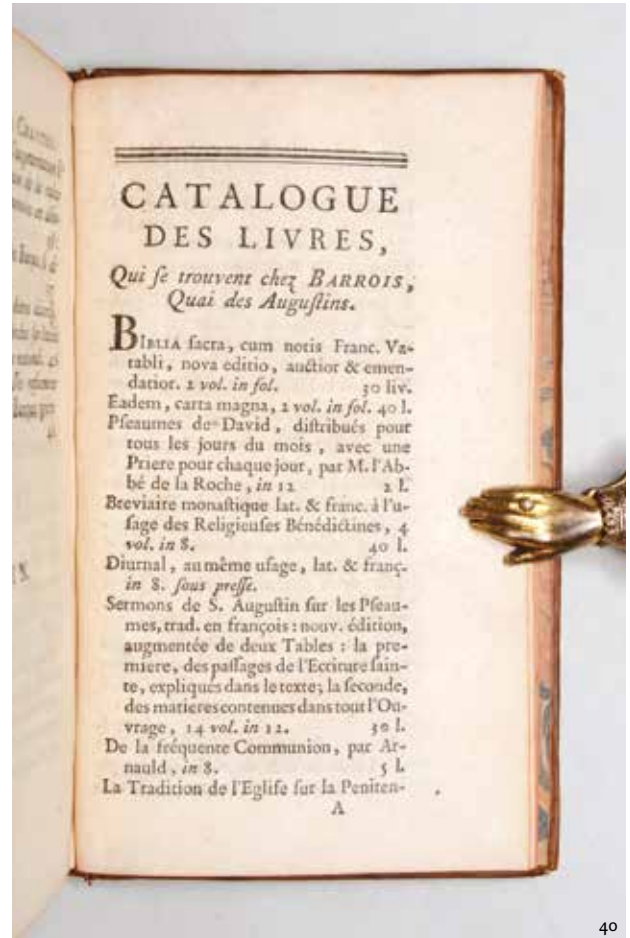 CATALOGUE
DES LIVRES,
Qui ſe trouvent chez BARROIS,
Quai des Auguſtins.
BIBLIA ſacra, cum notis Franc. Va-
tabli, nova editio, auctior & emen-
datior. 2 vol. in fol. 30 liv.
Eadem, carta magna, 2 vol. in fol. 40 l.
Pſeaumes de David, diſtribués pour
tous les jours du mois, avec une
Priere pour chaque jour, par M. l'Ab-
bé de la Roche, in 12 2 l.
Breviaire monaſtique lat. & franc. à l'u-
ſage des Religieuſes Bénédictines, 4
vol. in 8. 40 l.
Diurnal, au même uſage, lat. & franç.
in 8. ſous preſſe.
Sermons de S. Auguſtin ſur les Pſeau-
mes, trad. en françois : nouv. édition,
augmentée de deux Tables : la pre-
miere, des paſſages de l'Ecriture ſain-
te, expliqués dans le texte; la ſeconde,
des matieres contenues dans tout l'Ou-
vrage, 14 vol. in 12. 30 l.
De la fréquente Communion, par Ar-
nauld, in 8. 5 l.
La Tradition de l'Egliſe ſur la Peniten-
A
40